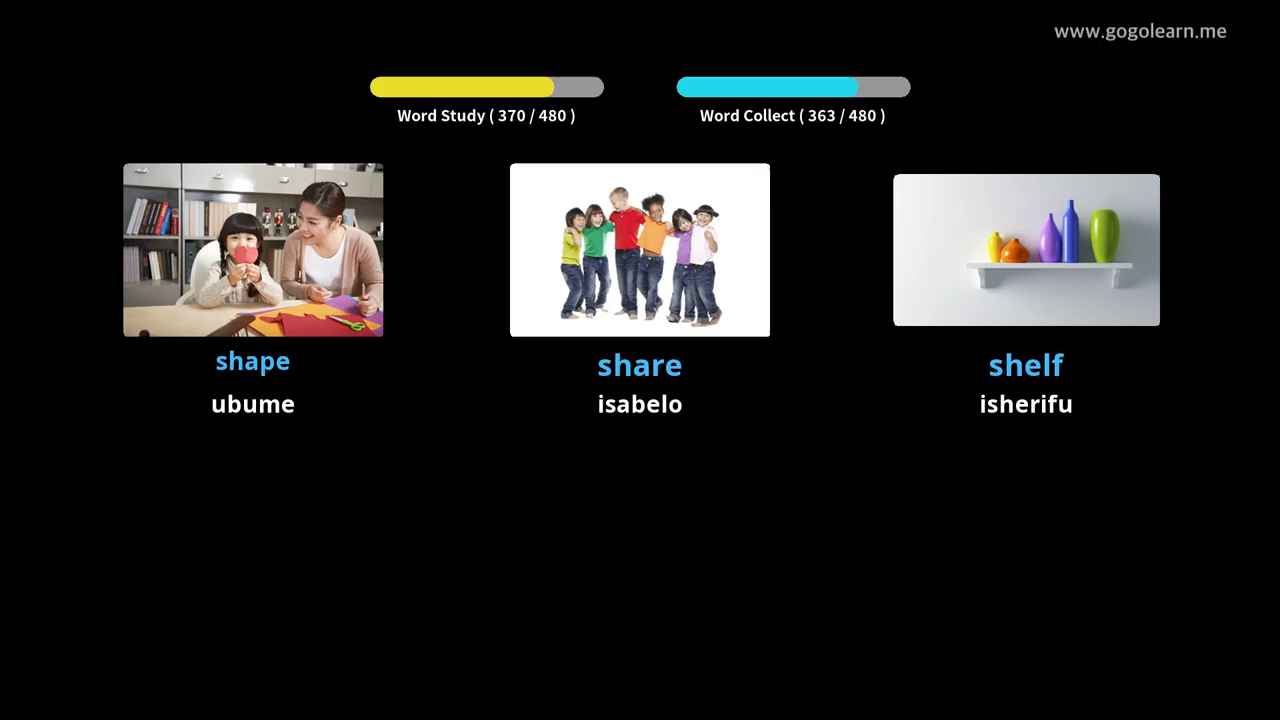 www.gogolearn.me
Word Study ( 370 / 480 )
Word Collect ( 363 / 480 )
shape
ubume
share
isabelo
shelf
isherifu